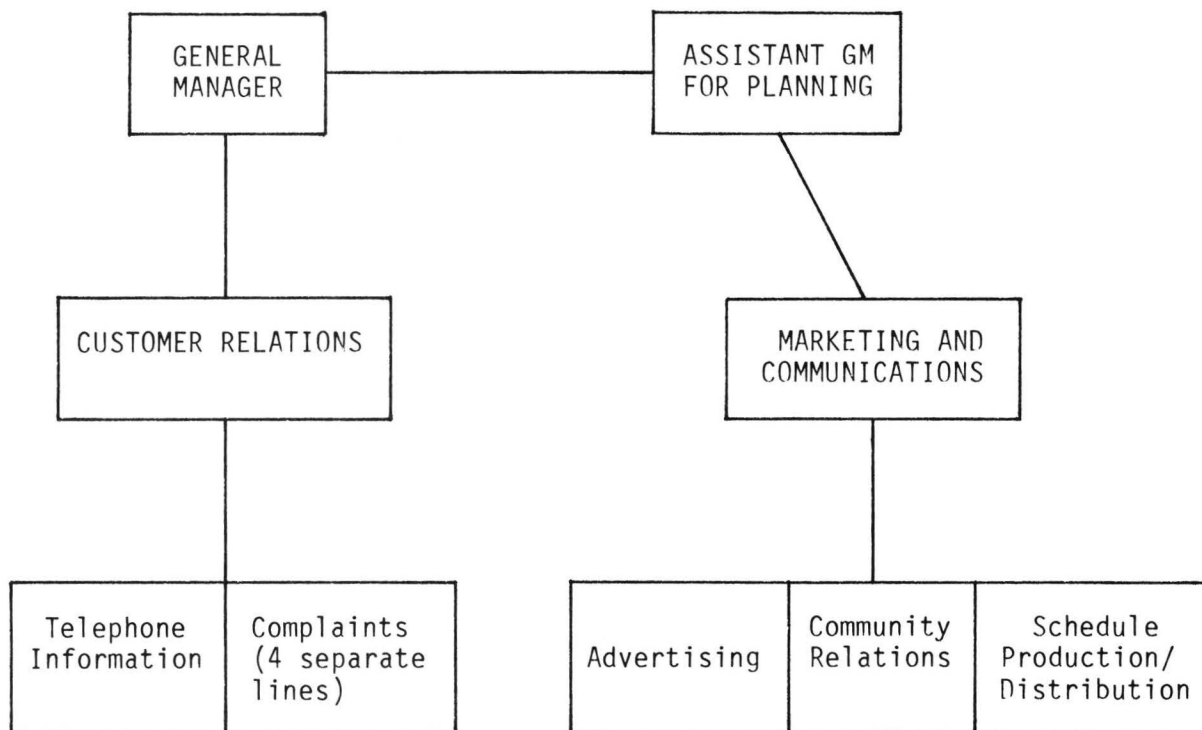 GENERAL
MANAGER
ASSISTANT GM
FOR PLANNING
CUSTOMER RELATIONS
MARKETING AND
COMMUNICATIONS
Telephone
Information
Complaints
(4 separate
lines)
Advertising
Community
Relations
Schedule
Production/
Distribution